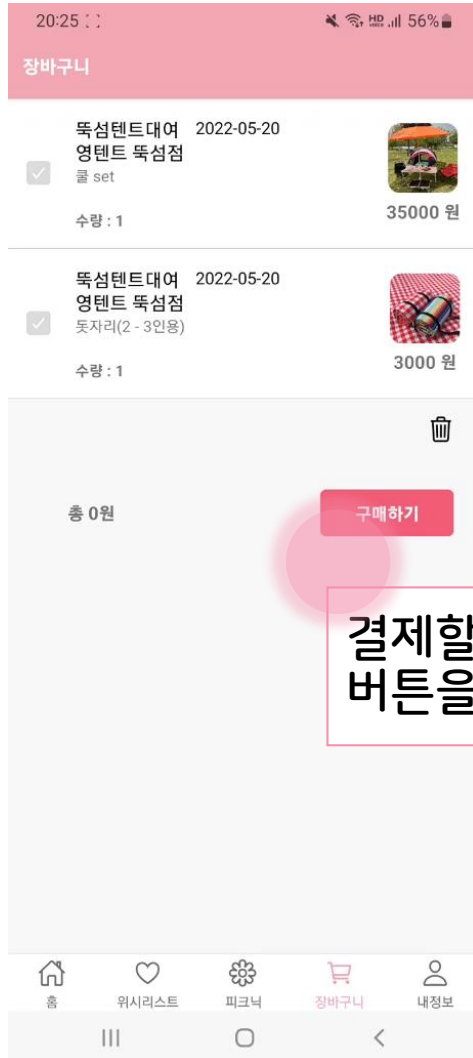 20:25
HD 56%
장바구니
뚝섬텐트대여 2022-05-20
영텐트 뚝섬점
쿨 set
수량 : 1
35000 원
뚝섬텐트대여 2022-05-20
영텐트 뚝섬점
돗자리(2 - 3인용)
수량 : 1
3000 원
총 0원
구매하기
결제할
버튼을
홈 위시리스트 피크닉 장바구니 내정보